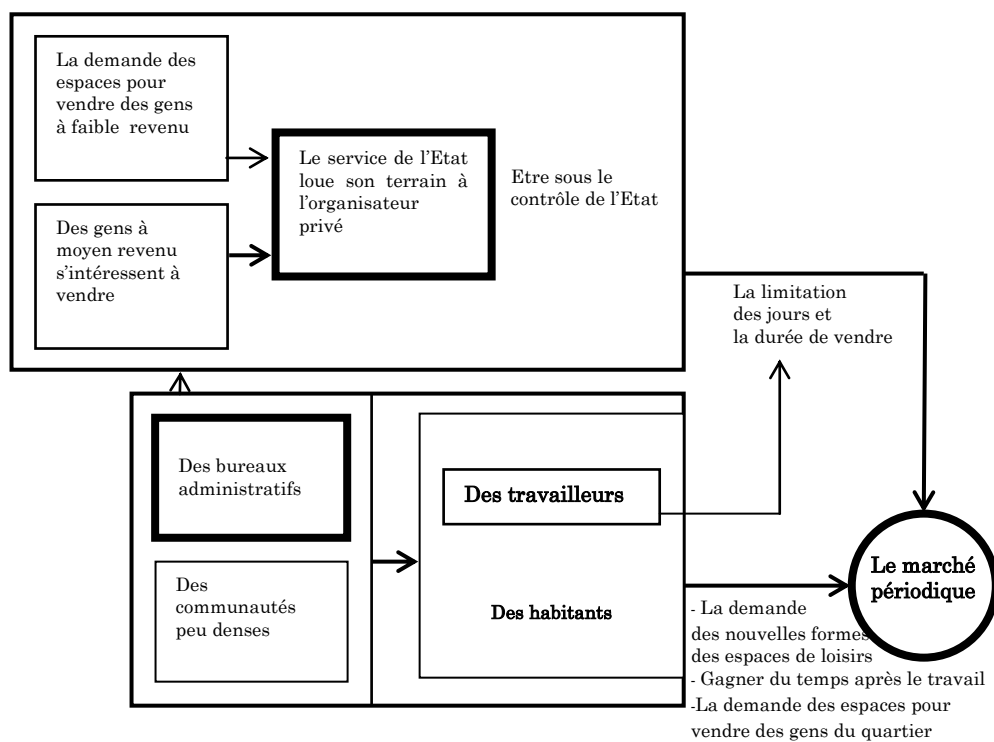 La demande des
espaces pour
vendre des gens
à faible revenu
Le service de l'Etat
loue son terrain à
l'organisateur
privé
Etre sous le
contrôle de l'Etat
Des gens à
moyen revenu
s'intéressent à
vendre
La limitation
des jours et
la durée de vendre
Des bureaux
administratifs
Des travailleurs
Des
communautés
peu denses
Des habitants
Le marché
périodique
- La demande
des nouvelles formes
des espaces de loisirs
- Gagner du temps après le travail
-La demande des espaces pour
vendre des gens du quartier